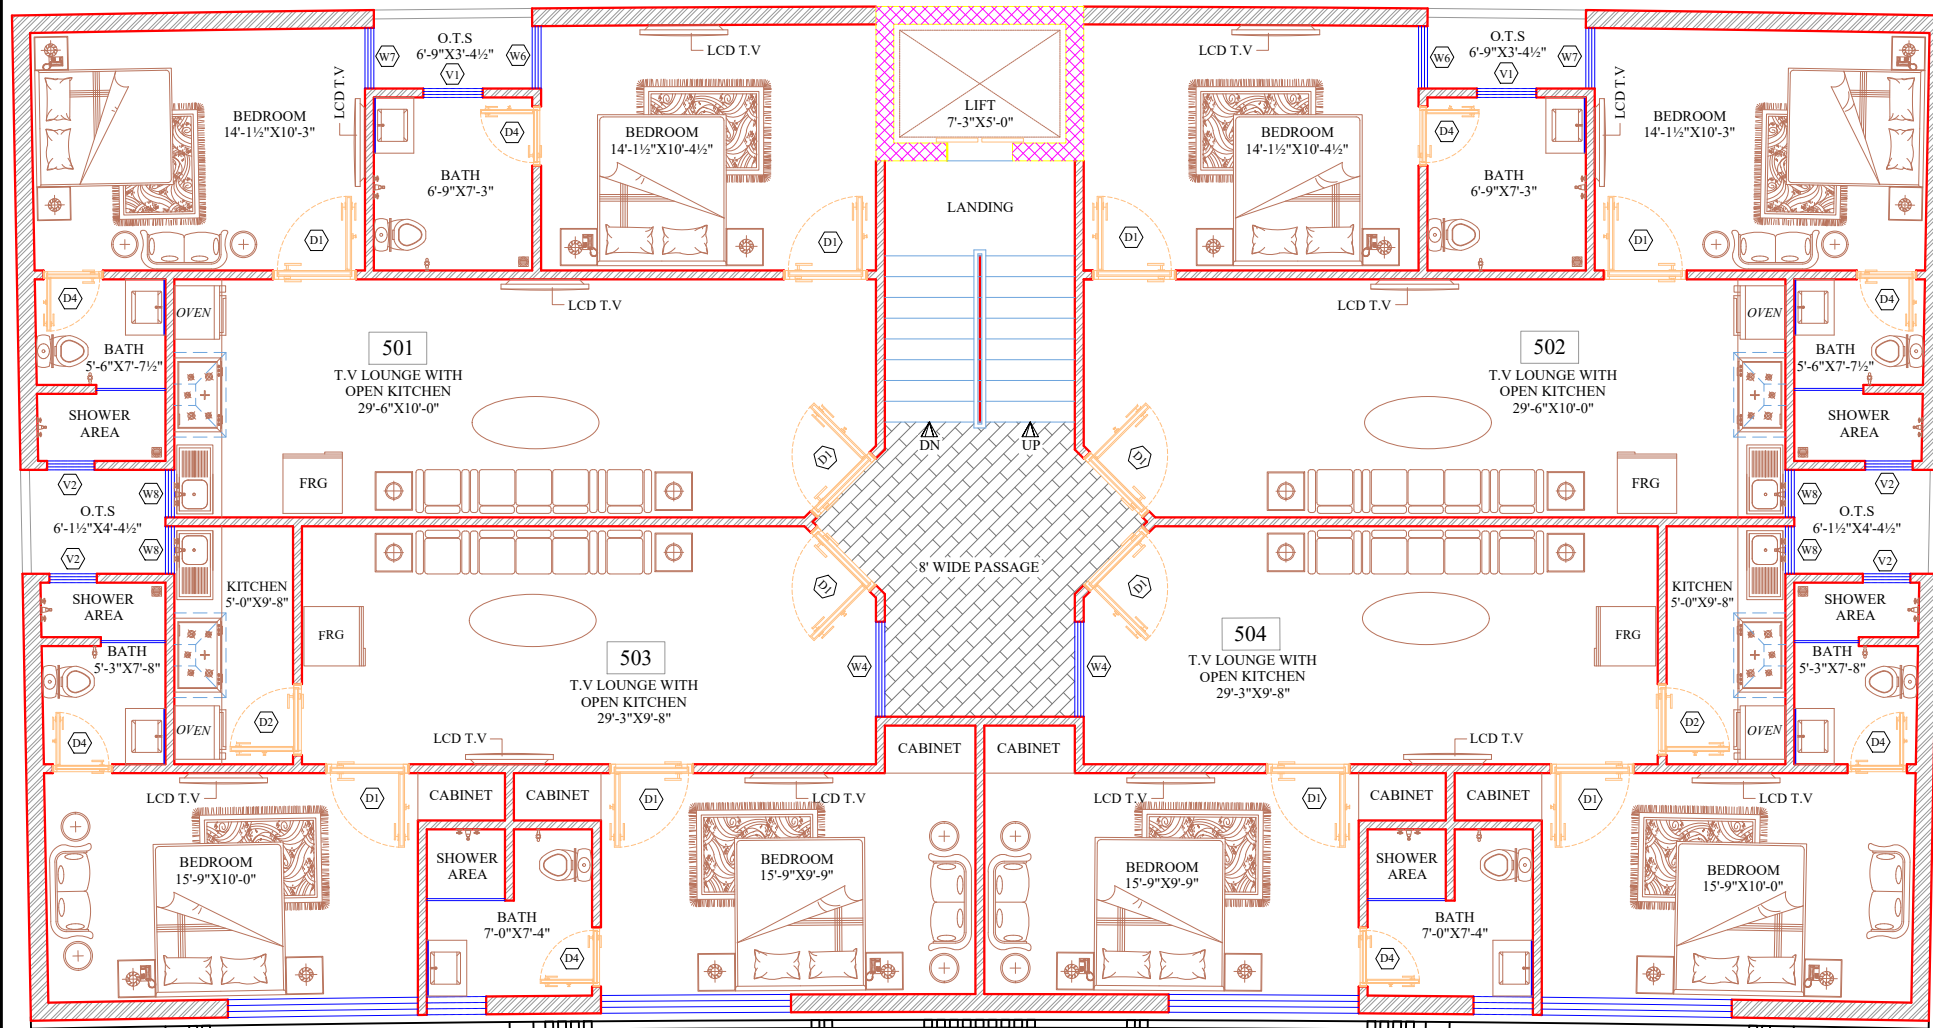 O.T.S
6'-9"X3'-4½"
W7
V1
W6
LCD T.V
LCD T.V
BEDROOM
14'-1½"X10'-3"
D4
BATH
6'-9"X7'-3"
BEDROOM
14'-1½"X10'-4½"
D1
D1
LIFT
7'-3"X5'-0"
LANDING
LCD T.V
BEDROOM
14'-1½"X10'-4½"
D1
W6
O.T.S
6'-9"X3'-4½"
V1
W7
D4
BATH
6'-9"X7'-3"
LCD T.V
BEDROOM
14'-1½"X10'-3"
D1
D4
OVEN
BATH
5'-6"X7'-7½"
SHOWER
AREA
LCD T.V
501
T.V LOUNGE WITH
OPEN KITCHEN
29'-6"X10'-0"
FRG
D1
DN
UP
D1
LCD T.V
502
T.V LOUNGE WITH
OPEN KITCHEN
29'-6"X10'-0"
FRG
OVEN
D4
BATH
5'-6"X7'-7½"
SHOWER
AREA
V2
W8
O.T.S
6'-1½"X4'-4½"
V2
W8
W8
V2
O.T.S
6'-1½"X4'-4½"
W8
V2
8' WIDE PASSAGE
SHOWER
AREA
BATH
5'-3"X7'-8"
D4
KITCHEN
5'-0"X9'-8"
OVEN
D2
FRG
D1
503
T.V LOUNGE WITH
OPEN KITCHEN
29'-3"X9'-8"
W4
LCD T.V
D1
W4
504
T.V LOUNGE WITH
OPEN KITCHEN
29'-3"X9'-8"
FRG
LCD T.V
KITCHEN
5'-0"X9'-8"
D2
OVEN
SHOWER
AREA
BATH
5'-3"X7'-8"
D4
CABINET
CABINET
LCD T.V
D1
CABINET
CABINET
D1
LCD T.V
LCD T.V
D1
CABINET
CABINET
D1
LCD T.V
BEDROOM
15'-9"X10'-0"
SHOWER
AREA
BATH
7'-0"X7'-4"
D4
BEDROOM
15'-9"X9'-9"
BEDROOM
15'-9"X9'-9"
SHOWER
AREA
BATH
7'-0"X7'-4"
D4
BEDROOM
15'-9"X10'-0"